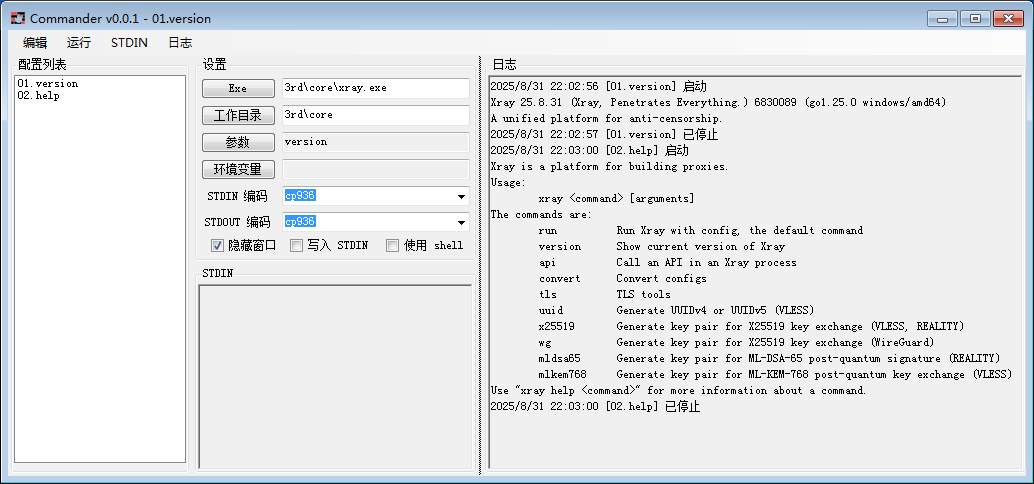 Commander v0.0.1 - 01.version
编辑 运行 STDIN 日志
配置列表
01.version
02.help
设置
Exe 3rd\core\xray.exe
工作目录 3rd\core
参数 version
环境变量
STDIN 编码 cp936
STDOUT 编码 cp936
隐藏窗口 写入 STDIN 使用 shell
STDIN
日志
2025/8/31 22:02:56 [01.version] 启动
Xray 25.8.31 (Xray, Penetrates Everything.) 6830089 (go1.25.0 windows/amd64)
A unified platform for anti-censorship.
2025/8/31 22:02:57 [01.version] 已停止
2025/8/31 22:03:00 [02.help] 启动
Xray is a platform for building proxies.
Usage:
xray <command> [arguments]
The commands are:
run Run Xray with config, the default command
version Show current version of Xray
api Call an API in an Xray process
convert Convert configs
tls TLS tools
uuid Generate UUIDv4 or UUIDv5 (VLESS)
x25519 Generate key pair for X25519 key exchange (VLESS, REALITY)
wg Generate key pair for X25519 key exchange (WireGuard)
mldsa65 Generate key pair for ML-DSA-65 post-quantum signature (REALITY)
mlkem768 Generate key pair for ML-KEM-768 post-quantum key exchange (VLESS)
Use "xray help <command>" for more information about a command.
2025/8/31 22:03:00 [02.help] 已停止